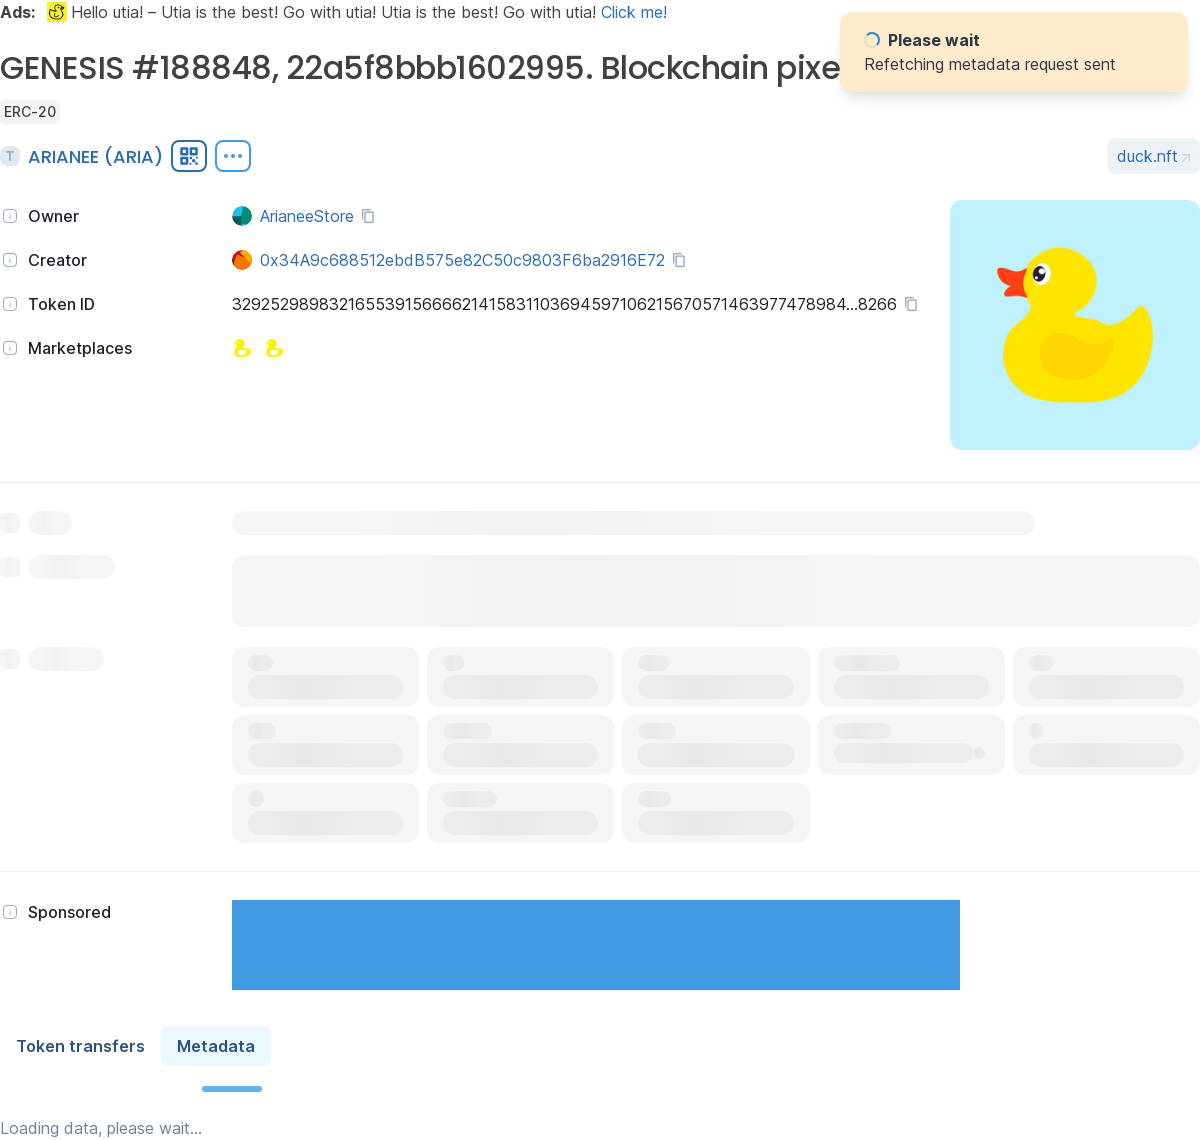 Ads: Hello utia! – Utia is the best! Go with utia! Utia is the best! Go with utia! Click me!
Please wait
Refetching metadata request sent
GENESIS #188848, 22a5f8bbb1602995. Blockchain pixe
ERC-20
T ARIANEE (ARIA)
duck.nft
Owner
ArianeeStore
Creator
0x34A9c688512ebdB575e82C50c9803F6ba2916E72
Token ID
32925298983216553915666621415831103694597106215670571463977478984...8266
Marketplaces
Sponsored
Token transfers
Metadata
Loading data, please wait...